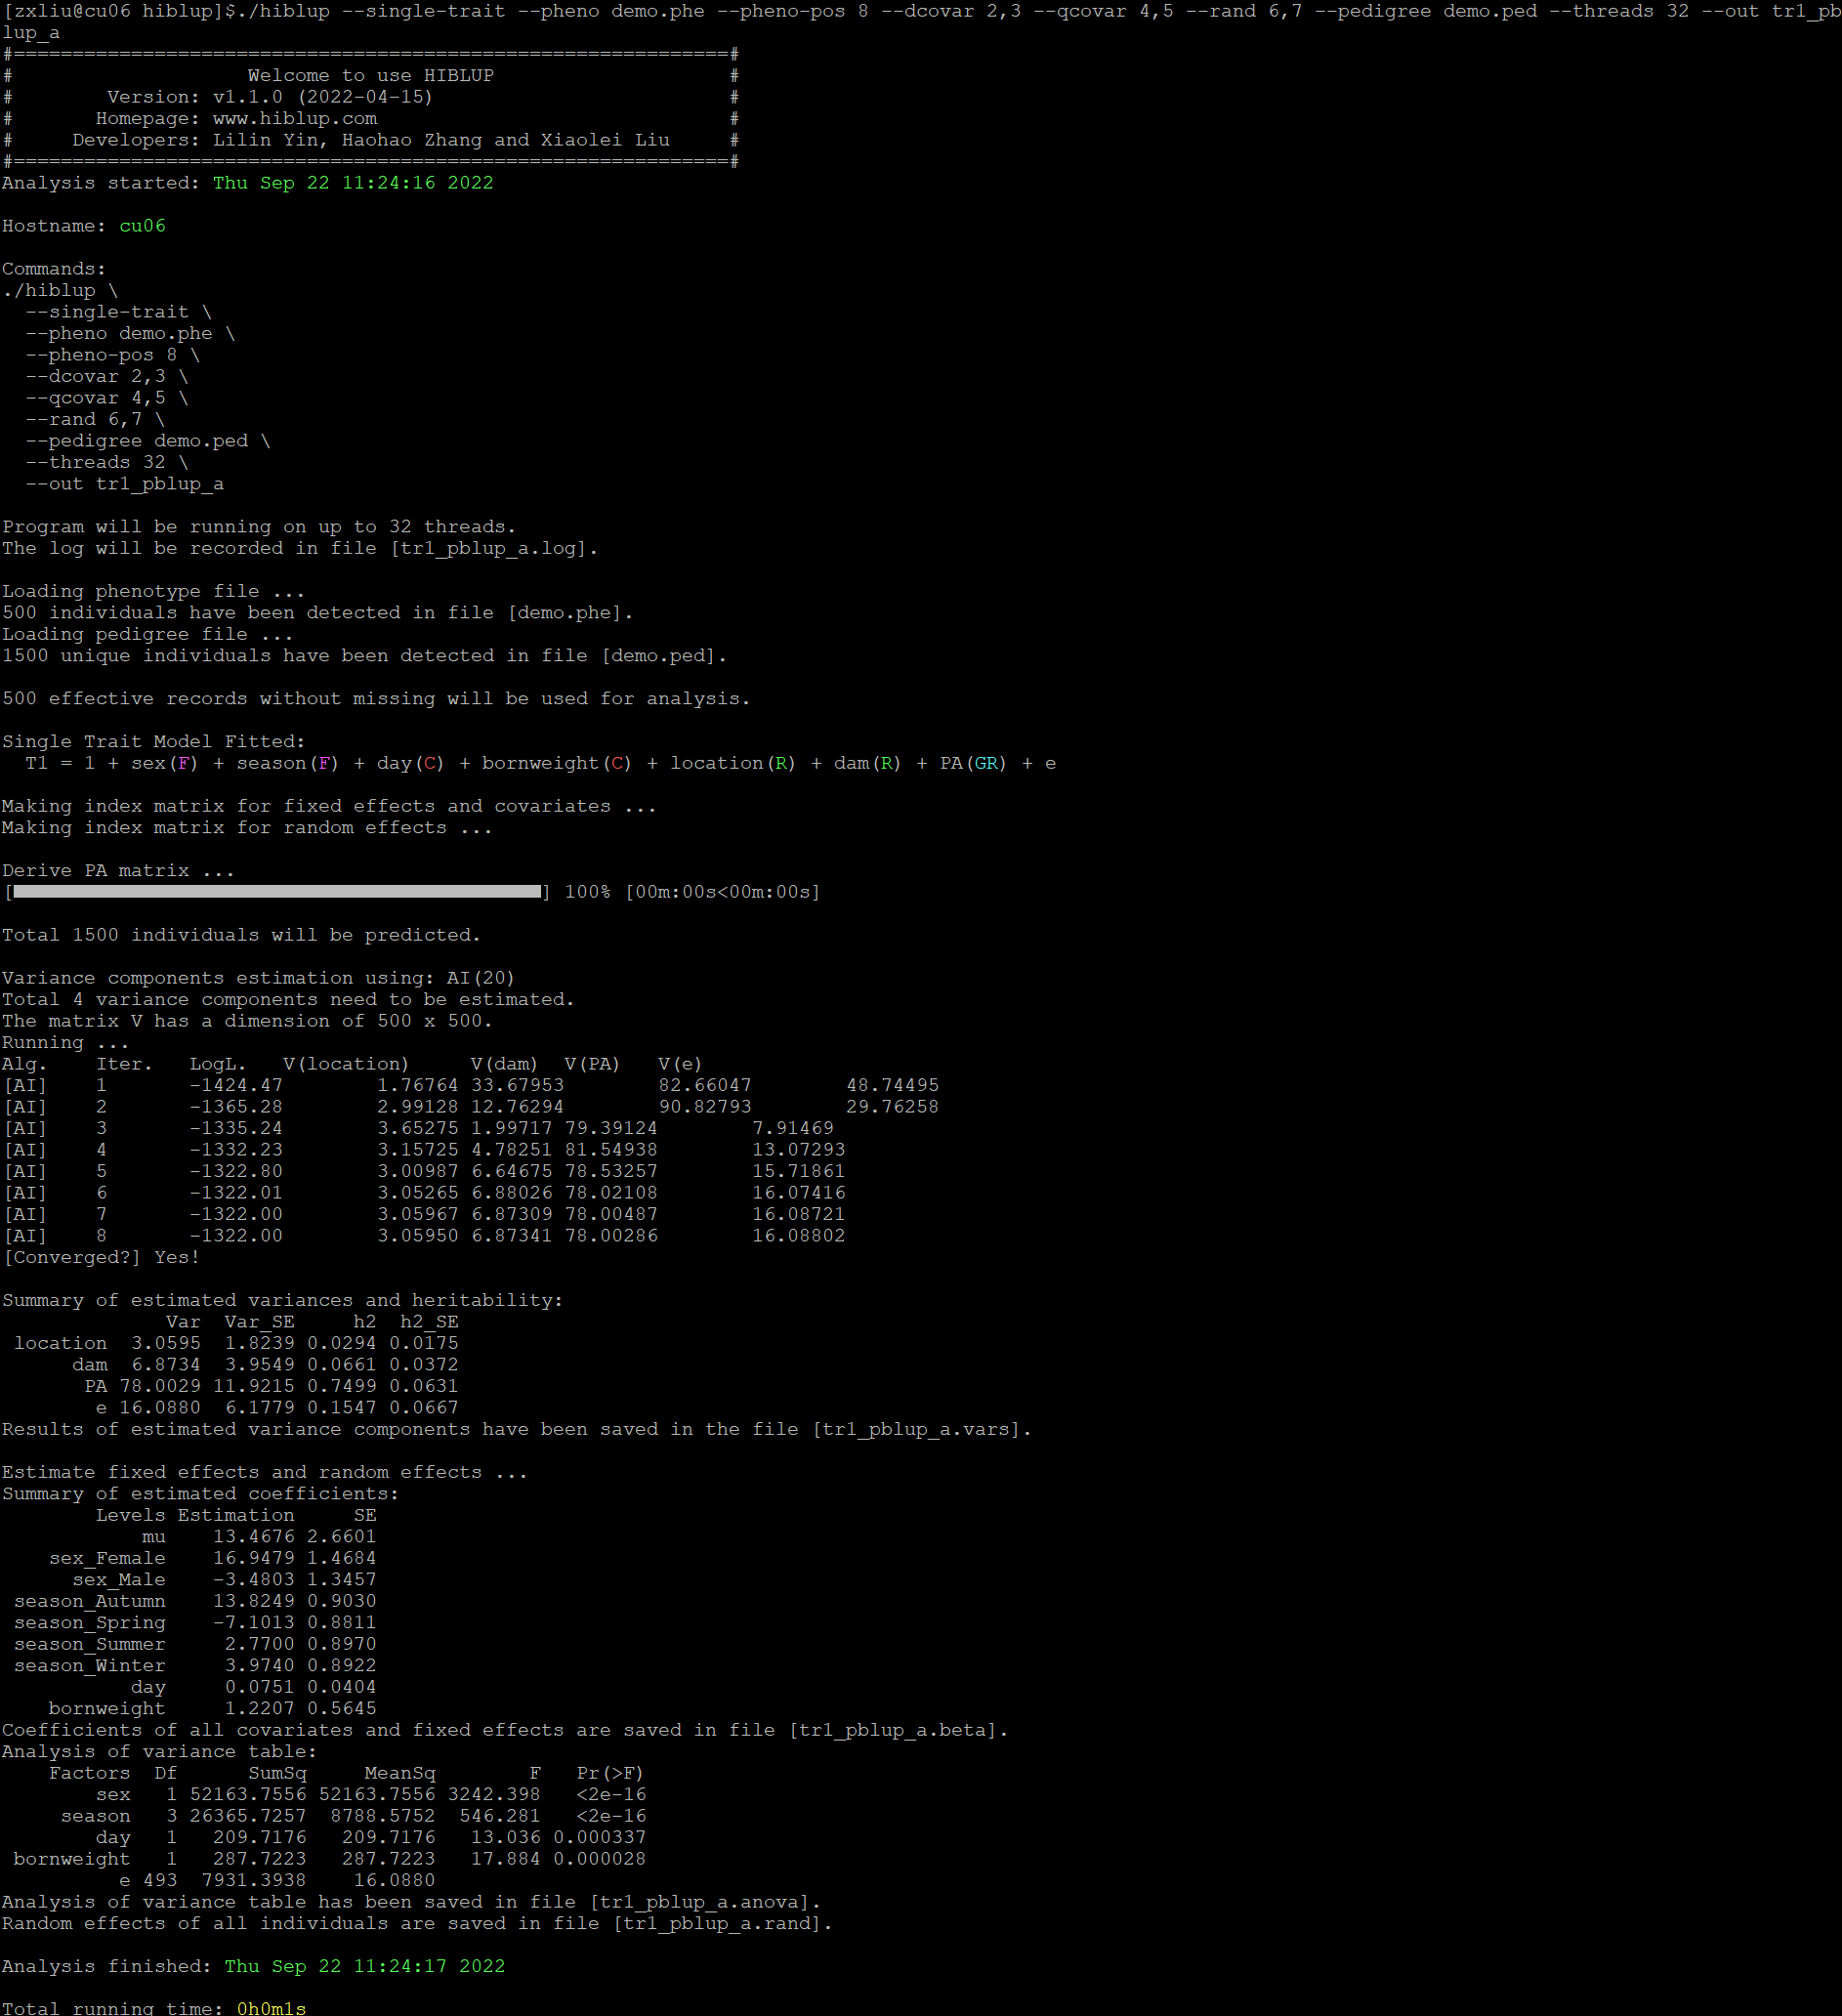 [zxliu@cu06 hiblup]$./hiblup --single-trait --pheno demo.phe --pheno-pos 8 --dcovar 2,3 --qcovar 4,5 --rand 6,7 --pedigree demo.ped --threads 32 --out tr1_pb
lup_a
#=============================================================#
# Welcome to use HIBLUP #
# Version: v1.1.0 (2022-04-15) #
# Homepage: www.hiblup.com #
# Developers: Lilin Yin, Haohao Zhang and Xiaolei Liu #
#=============================================================#
Analysis started: Thu Sep 22 11:24:16 2022
Hostname: cu06
Commands:
./hiblup \
--single-trait \
--pheno demo.phe \
--pheno-pos 8 \
--dcovar 2,3 \
--qcovar 4,5 \
--rand 6,7 \
--pedigree demo.ped \
--threads 32 \
--out tr1_pblup_a
Program will be running on up to 32 threads.
The log will be recorded in file [tr1_pblup_a.log].
Loading phenotype file ...
500 individuals have been detected in file [demo.phe].
Loading pedigree file ...
1500 unique individuals have been detected in file [demo.ped].
500 effective records without missing will be used for analysis.
Single Trait Model Fitted:
T1 = 1 + sex(F) + season(F) + day(C) + bornweight(C) + location(R) + dam(R) + PA(GR) + e
Making index matrix for fixed effects and covariates ...
Making index matrix for random effects ...
Derive PA matrix ...
[ ] 100% [00m:00s<00m:00s]
Total 1500 individuals will be predicted.
Variance components estimation using: AI(20)
Total 4 variance components need to be estimated.
The matrix V has a dimension of 500 x 500.
Running ...
Alg. Iter. LogL. V(location) V(dam) V(PA) V(e)
[AI] 1 -1424.47 1.76764 33.67953 82.66047 48.74495
[AI] 2 -1365.28 2.99128 12.76294 90.82793 29.76258
[AI] 3 -1335.24 3.65275 1.99717 79.39124 7.91469
[AI] 4 -1332.23 3.15725 4.78251 81.54938 13.07293
[AI] 5 -1322.80 3.00987 6.64675 78.53257 15.71861
[AI] 6 -1322.01 3.05265 6.88026 78.02108 16.07416
[AI] 7 -1322.00 3.05967 6.87309 78.00487 16.08721
[AI] 8 -1322.00 3.05950 6.87341 78.00286 16.08802
[Converged?] Yes!
Summary of estimated variances and heritability:
Var Var_SE h2 h2_SE
location 3.0595 1.8239 0.0294 0.0175
dam 6.8734 3.9549 0.0661 0.0372
PA 78.0029 11.9215 0.7499 0.0631
e 16.0880 6.1779 0.1547 0.0667
Results of estimated variance components have been saved in the file [tr1_pblup_a.vars].
Estimate fixed effects and random effects ...
Summary of estimated coefficients:
Levels Estimation SE
mu 13.4676 2.6601
sex_Female 16.9479 1.4684
sex_Male -3.4803 1.3457
season_Autumn 13.8249 0.9030
season_Spring -7.1013 0.8811
season_Summer 2.7700 0.8970
season_Winter 3.9740 0.8922
day 0.0751 0.0404
bornweight 1.2207 0.5645
Coefficients of all covariates and fixed effects are saved in file [tr1_pblup_a.beta].
Analysis of variance table:
Factors Df SumSq MeanSq F Pr(>F)
sex 1 52163.7556 52163.7556 3242.398 <2e-16
season 3 26365.7257 8788.5752 546.281 <2e-16
day 1 209.7176 209.7176 13.036 0.000337
bornweight 1 287.7223 287.7223 17.884 0.000028
e 493 7931.3938 16.0880
Analysis of variance table has been saved in file [tr1_pblup_a.anova].
Random effects of all individuals are saved in file [tr1_pblup_a.rand].
Analysis finished: Thu Sep 22 11:24:17 2022
Total running time: 0h0m1s